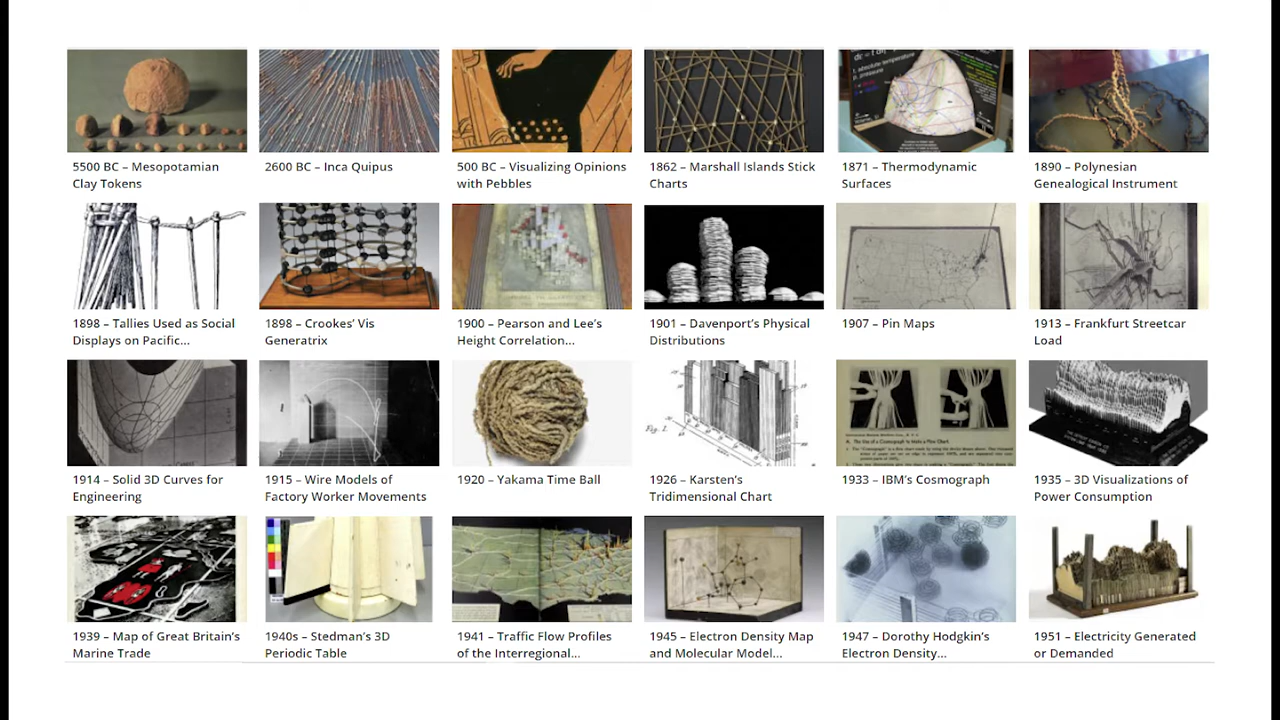 5500 BC – Mesopotamian
Clay Tokens
2600 BC – Inca Quipus
500 BC – Visualizing Opinions
with Pebbles
1862 – Marshall Islands Stick
Charts
1871 – Thermodynamic
Surfaces
1890 – Polynesian
Genealogical Instrument
1898 – Tallies Used as Social
Displays on Pacific...
1898 – Crookes’ Vis
Generatrix
1900 – Pearson and Lee’s
Height Correlation...
1901 – Davenport’s Physical
Distributions
1907 – Pin Maps
1913 – Frankfurt Streetcar
Load
Fig. 1.
1914 – Solid 3D Curves for
Engineering
1915 – Wire Models of
Factory Worker Movements
1920 – Yakama Time Ball
1926 – Karsten’s
Tridimensional Chart
1933 – IBM’s Cosmograph
1935 – 3D Visualizations of
Power Consumption
1939 – Map of Great Britain’s
Marine Trade
1940s – Stedman’s 3D
Periodic Table
1941 – Traffic Flow Profiles
of the Interregional...
1945 – Electron Density Map
and Molecular Model...
1947 – Dorothy Hodgkin’s
Electron Density...
1951 – Electricity Generated
or Demanded